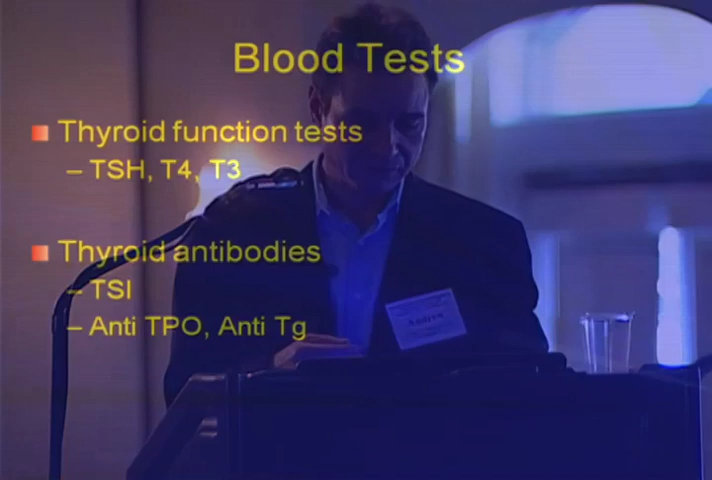 Blood Tests
Thyroid function tests
– TSH, T4, T3
Thyroid antibodies
– TSI
– Anti TPO, Anti Tg